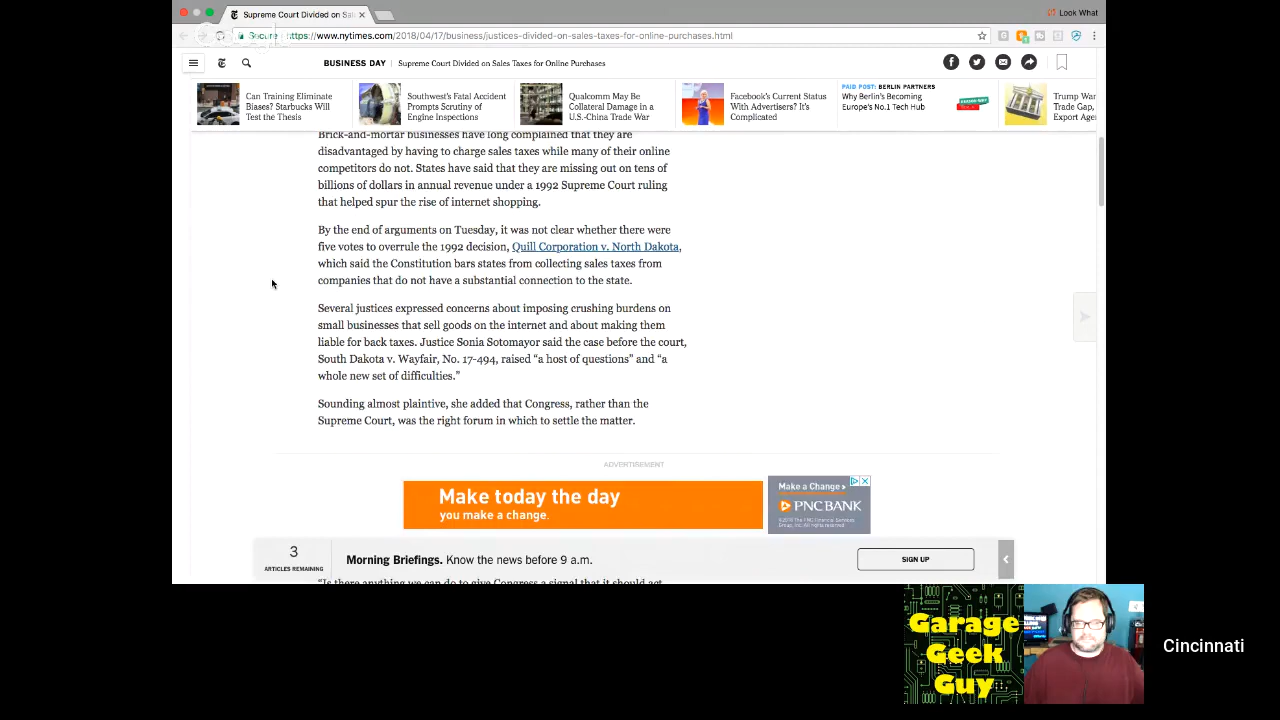 Supreme Court Divided on Sal
Look What
Secure
https://www.nytimes.com/2018/04/17/business/justices-divided-on-sales-taxes-for-online-purchases.html
BUSINESS DAY
Supreme Court Divided on Sales Taxes for Online Purchases
Can Training Eliminate
Biases? Starbucks Will
Test the Thesis
Southwest's Fatal Accident
Prompts Scrutiny of
Engine Inspections
Qualcomm May Be
Collateral Damage in a
U.S.-China Trade War
Facebook's Current Status
With Advertisers? It's
Complicated
PAID POST: BERLIN PARTNERS
Why Berlin's Becoming
Europe's No.1 Tech Hub
Trump War
Trade Gap,
Export Age
Brick-and-mortar businesses have long complained that they are
disadvantaged by having to charge sales taxes while many of their online
competitors do not. States have said that they are missing out on tens of
billions of dollars in annual revenue under a 1992 Supreme Court ruling
that helped spur the rise of internet shopping.
By the end of arguments on Tuesday, it was not clear whether there were
five votes to overrule the 1992 decision, Quill Corporation v. North Dakota,
which said the Constitution bars states from collecting sales taxes from
companies that do not have a substantial connection to the state.
Several justices expressed concerns about imposing crushing burdens on
small businesses that sell goods on the internet and about making them
liable for back taxes. Justice Sonia Sotomayor said the case before the court,
South Dakota v. Wayfair, No. 17-494, raised “a host of questions” and “a
whole new set of difficulties.”
Sounding almost plaintive, she added that Congress, rather than the
Supreme Court, was the right forum in which to settle the matter.
ADVERTISEMENT
Make today the day
you make a change.
Make a Change >
PNC BANK
3
ARTICLES REMAINING
Morning Briefings. Know the news before 9 a.m.
SIGN UP
“Is there anything we can do to give Congress a signal that it should act
Garage
Geek
Guy
Cincinnati